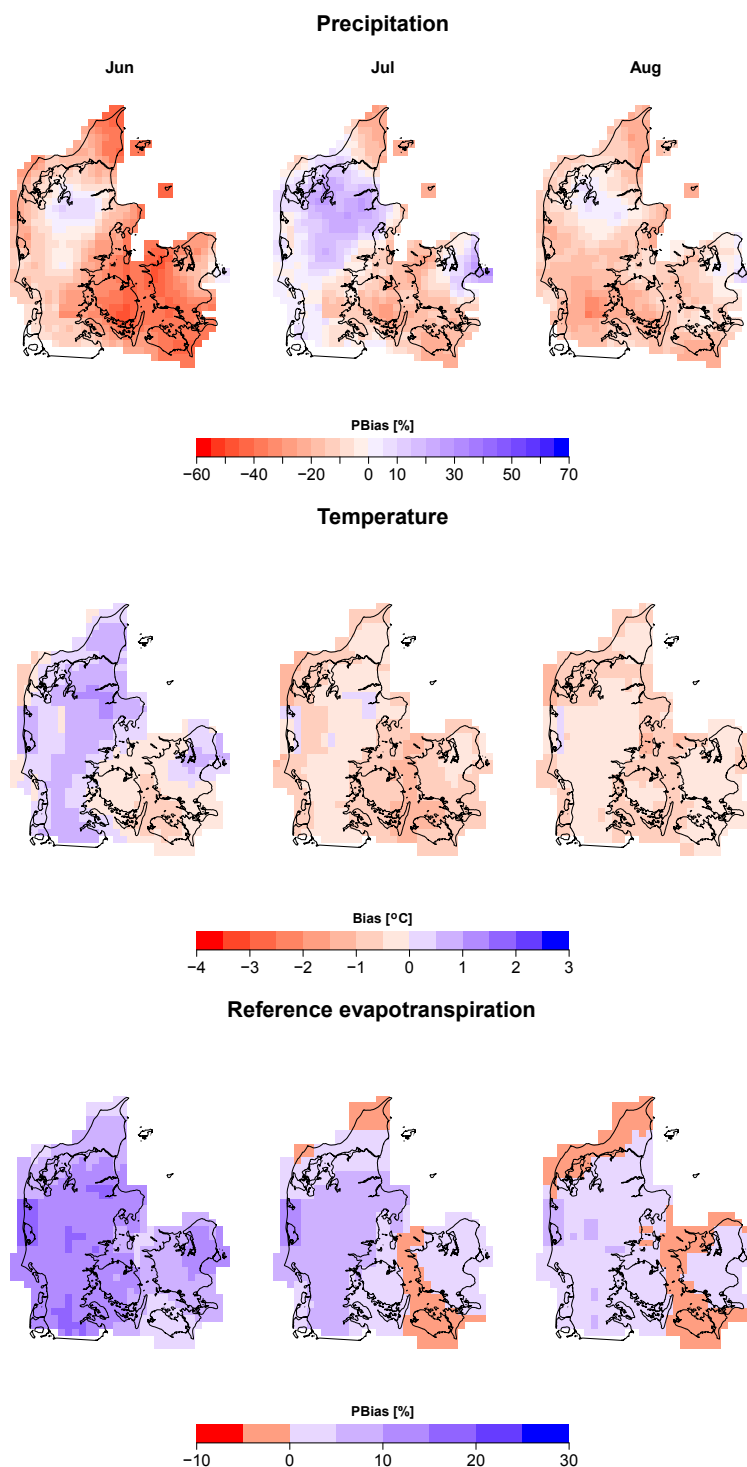 Precipitation
Jun Jul Aug
PBias [%]
−60 −40 −20 0 10 30 50 70
Temperature
Bias [°C]
−4 −3 −2 −1 0 1 2 3
Reference evapotranspiration
PBias [%]
−10 0 10 20 30